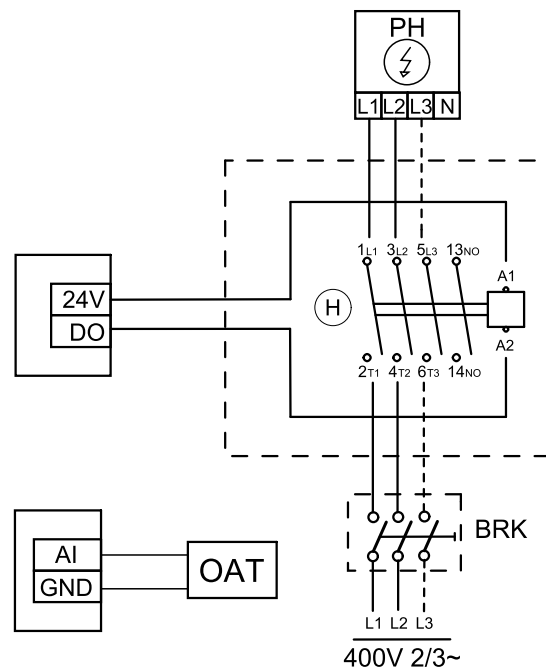 PH
L1 L2 L3 N
1L1 3L2 5L3 13NO
A1
24V
H
DO
A2
2T1 4T2 6T3 14NO
BRK
AI
OAT
GND
L1 L2 L3
400V 2/3~